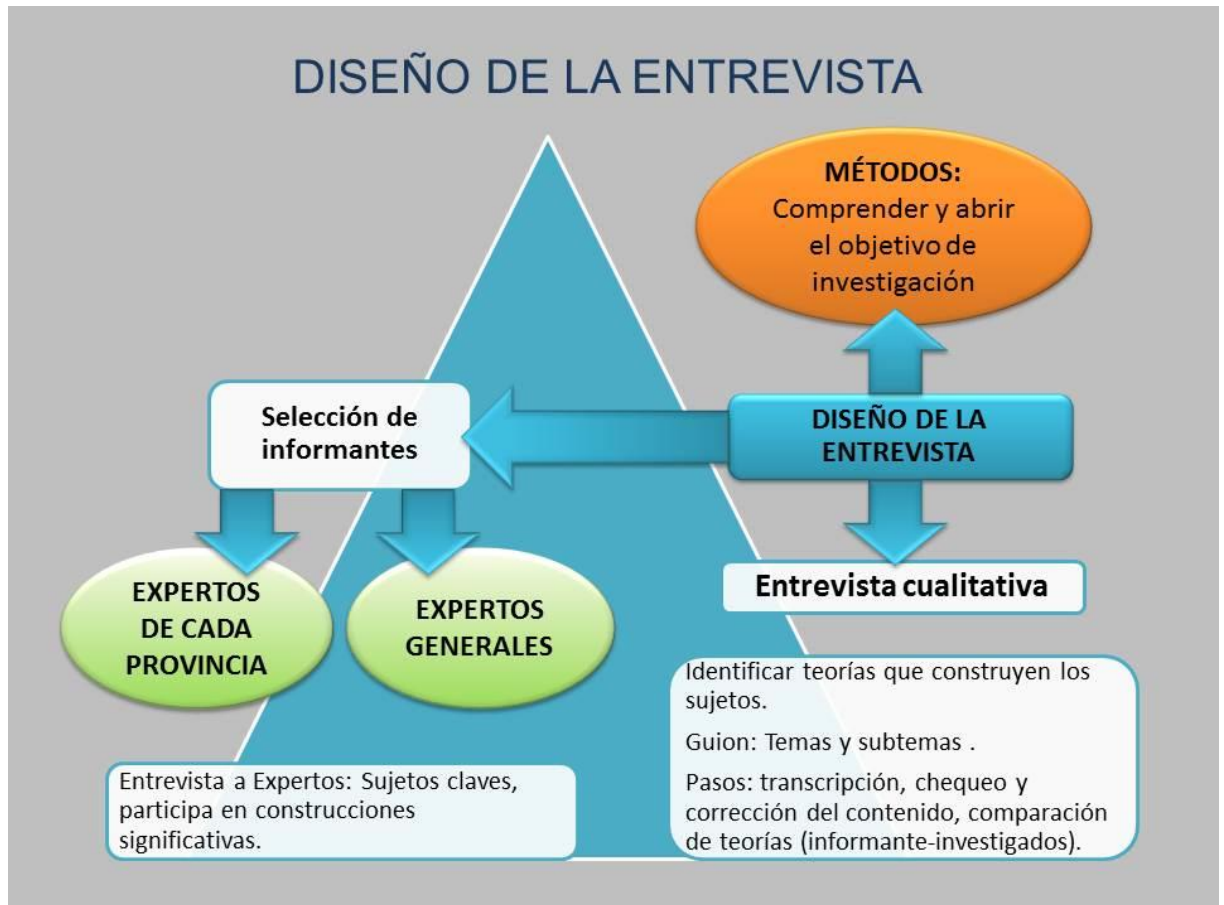 DISEÑO DE LA ENTREVISTA
MÉTODOS:
Comprender y abrir
el objetivo de
investigación
Selección de
informantes
DISEÑO DE LA
ENTREVISTA
EXPERTOS
DE CADA
PROVINCIA
EXPERTOS
GENERALES
Entrevista cualitativa
Entrevista a Expertos: Sujetos claves,
participa en construcciones
significativas.
Identificar teorías que construyen los
sujetos.
Guion: Temas y subtemas .
Pasos: transcripción, chequeo y
corrección del contenido, comparación
de teorías (informante-investigados).